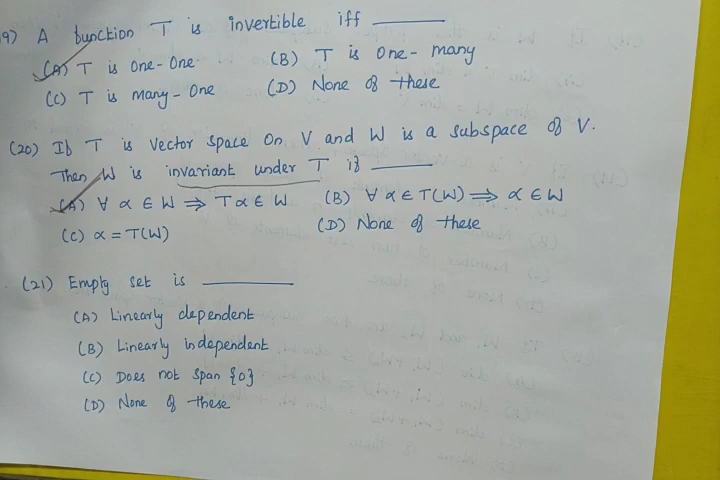 19) A function T is invertible iff ______
(A) T is one-one (B) T is one-many
(C) T is many-one (D) None of these
(20) If T is vector space on V and W is a subspace of V.
Then W is invariant under T if ______
(A) ∀ α ∈ W ⇒ Tα ∈ W (B) ∀ α ∈ T(W) ⇒ α ∈ W
(C) α = T(W) (D) None of these
(21) Empty set is ______
(A) Linearly dependent
(B) Linearly independent
(C) Does not span {0}
(D) None of these